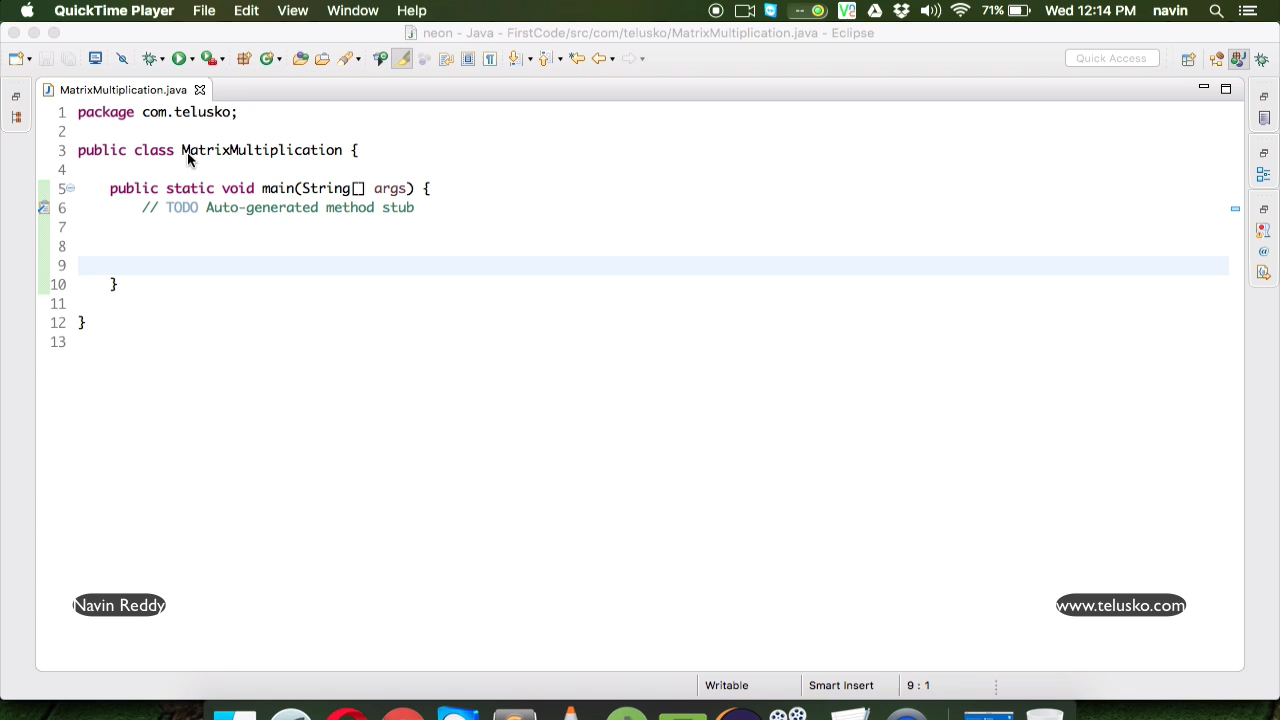 QuickTime Player File Edit View Window Help 71% Wed 12:14 PM navin
neon - Java - FirstCode/src/com/telusko/MatrixMultiplication.java - Eclipse
Quick Access
MatrixMultiplication.java
1 package com.telusko;
2
3 public class MatrixMultiplication {
4
5 public static void main(String[] args) {
6 // TODO Auto-generated method stub
7
8
9
10 }
11
12 }
13
Navin Reddy
www.telusko.com
Writable Smart Insert 9 : 1